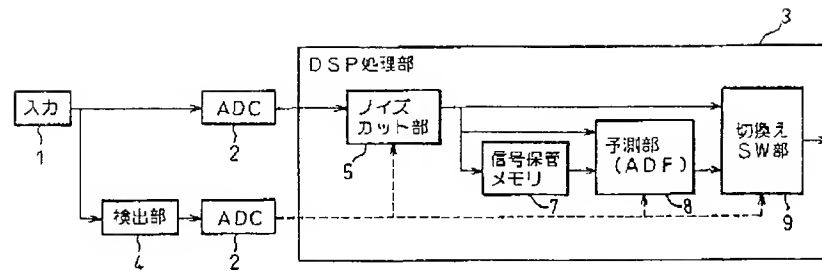 3
DSP処理部
入力
1
ADC
2
ノイズ
カット部
5
信号保管
メモリ
7
予測部
(ADF)
8
切換え
SW部
9
検出部
4
ADC
2